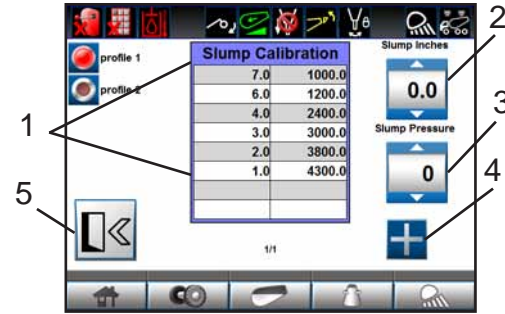 profile 1
profile 2
Slump Calibration
7.0 1000.0
6.0 1200.0
4.0 2400.0
3.0 3000.0
2.0 3800.0
1.0 4300.0
1/1
Slump Inches
0.0
Slump Pressure
0
1
2
3
4
5